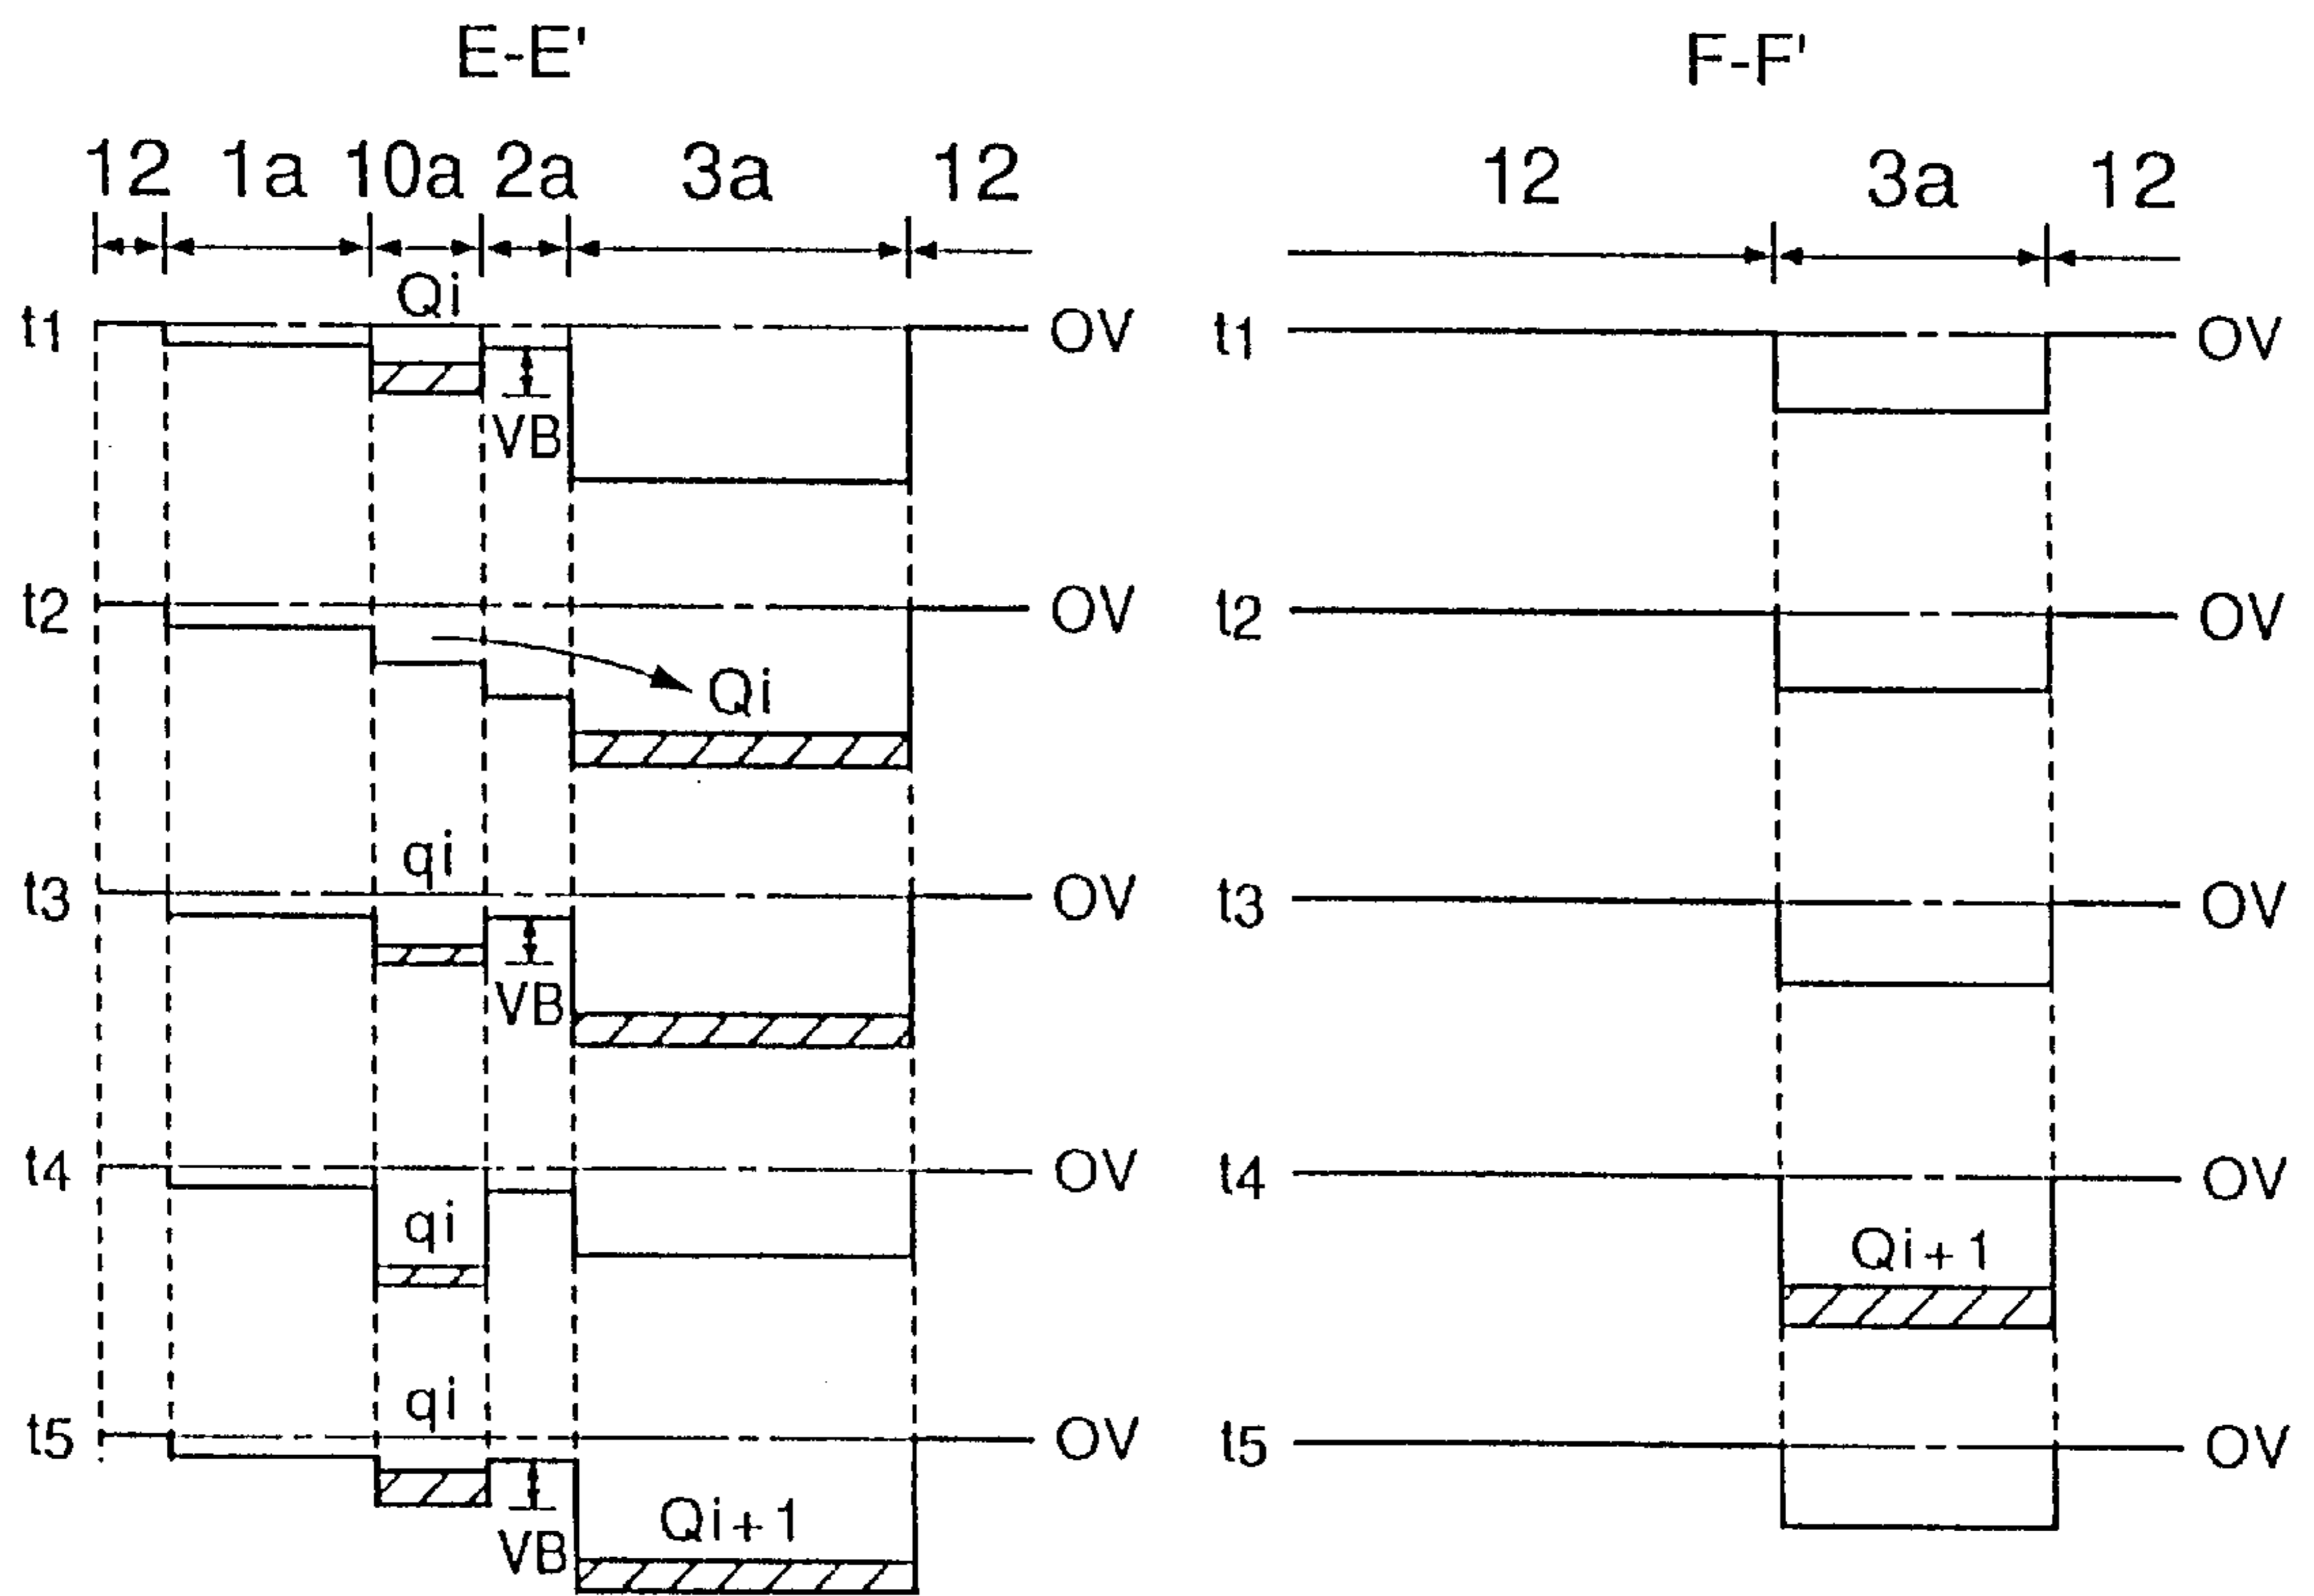 E-E' F-F'
12 1a 10a 2a 3a 12 12 3a 12
Qi
t1 OV t1 OV
VB
t2 OV t2 OV
Qi
qi
t3 OV t3 OV
VB
t4 OV t4 OV
qi Qi+1
qi
t5 OV t5 OV
Qi+1
VB